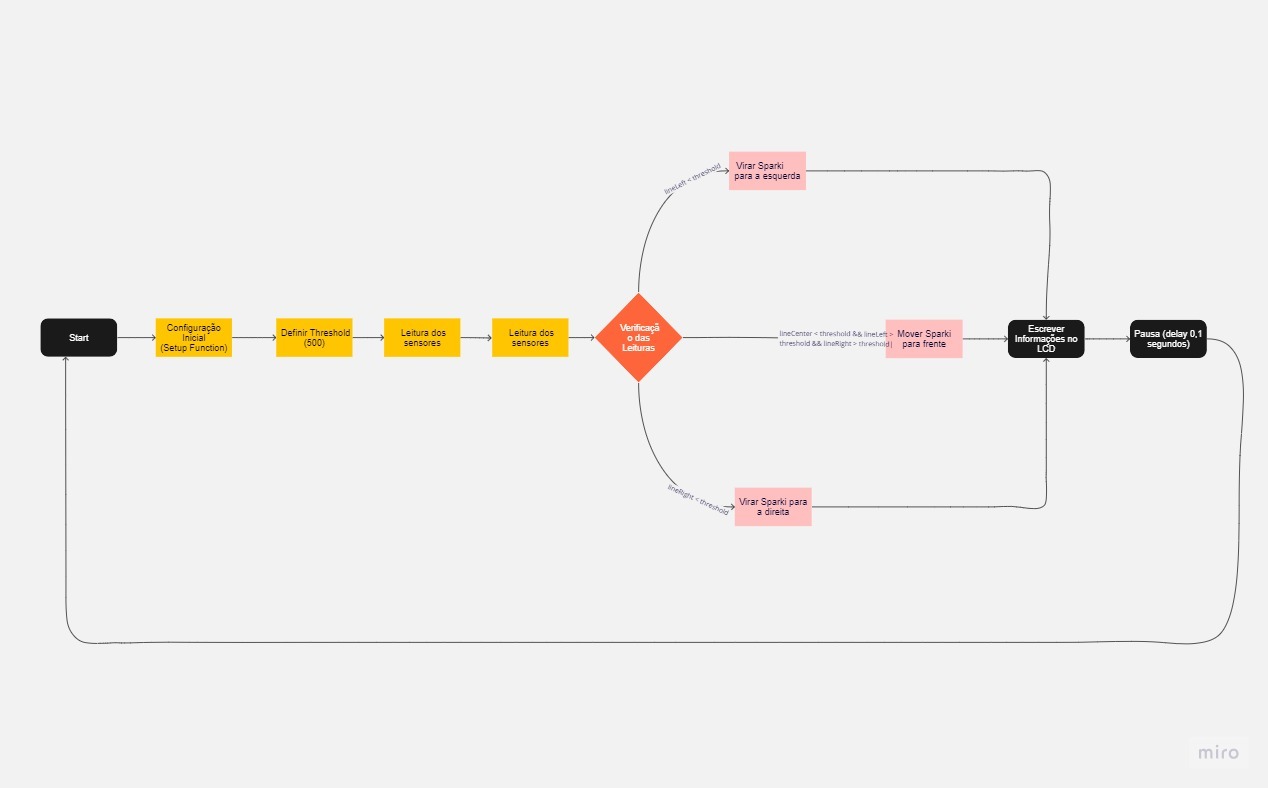 Start
Configuração
Inicial
(Setup Function)
Definir Threshold
(500)
Leitura dos
sensores
Leitura dos
sensores
Verificaçã
o das
Leituras
lineLeft < threshold
Virar Sparki
para a esquerda
lineCenter < threshold && lineLeft >
threshold && lineRight > threshold)
Mover Sparki
para frente
lineRight < threshold
Virar Sparki para
a direita
Escrever
Informações no
LCD
Pausa (delay 0,1
segundos)
miro